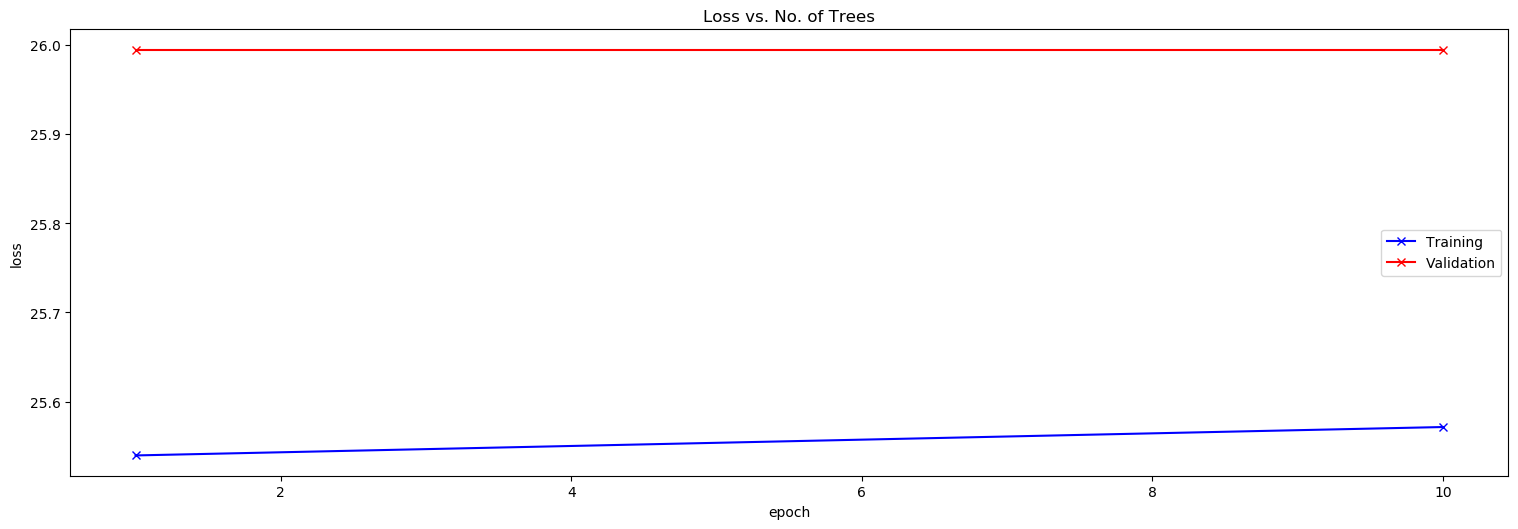 Loss vs. No. of Trees
26.0
25.9
25.8
25.7
25.6
loss
Training
Validation
2
4
6
8
10
epoch